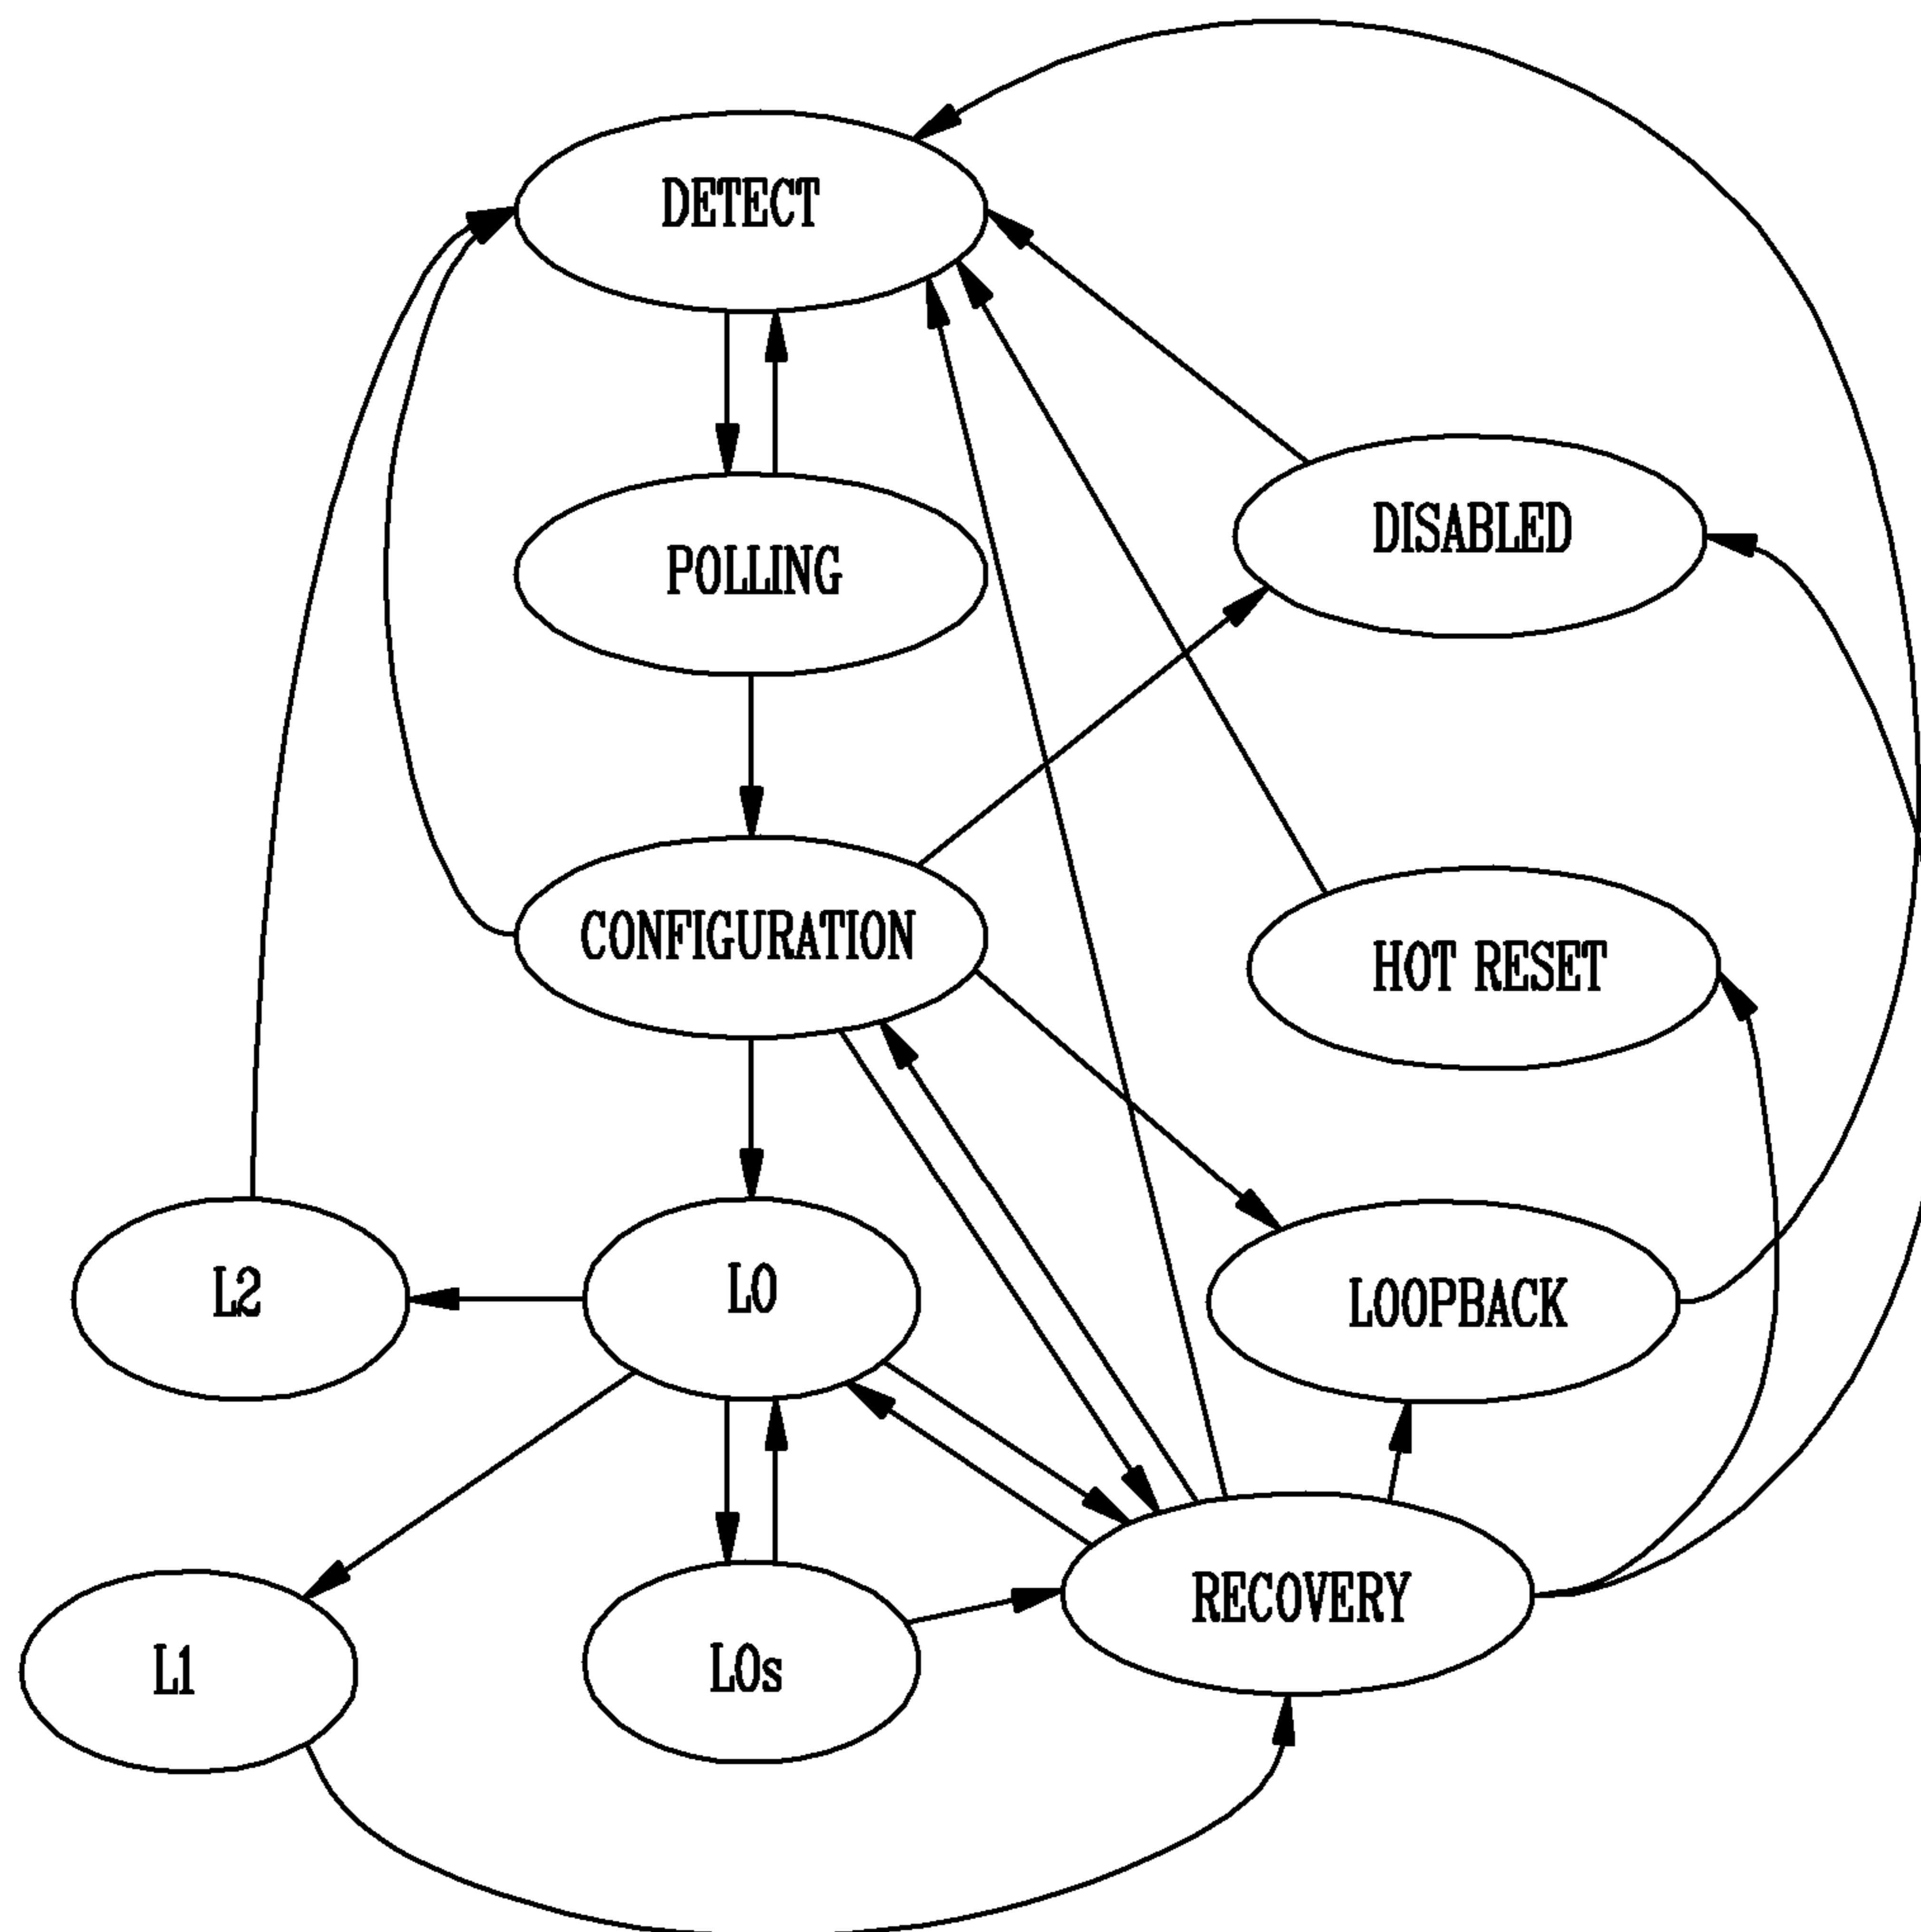 DETECT
DISABLED
POLLING
CONFIGURATION
HOT RESET
L2
L0
LOOPBACK
L1
L0s
RECOVERY